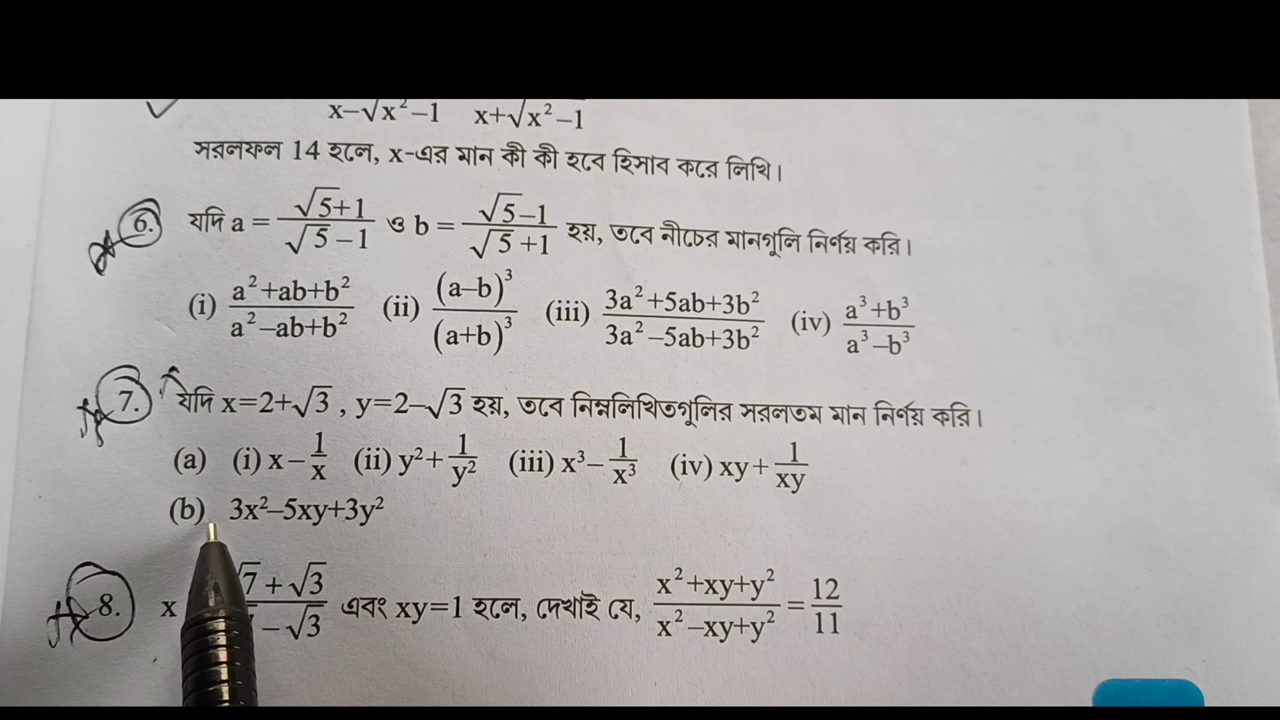 x–√x²–1 x+√x²–1
সরলফল 14 হলে, x-এর মান কী কী হবে হিসাব করে লিখি।
6. যদি a = (√5+1)/(√5–1) ও b = (√5–1)/(√5+1) হয়, তবে নীচের মানগুলি নির্ণয় করি।
(i) (a²+ab+b²)/(a²–ab+b²) (ii) (a–b)³/(a+b)³ (iii) (3a²+5ab+3b²)/(3a²–5ab+3b²) (iv) (a³+b³)/(a³–b³)
7. যদি x=2+√3, y=2–√3 হয়, তবে নিম্নলিখিতগুলির সরলতম মান নির্ণয় করি।
(a) (i) x–1/x (ii) y²+1/y² (iii) x³–1/x³ (iv) xy+1/xy
(b) 3x²–5xy+3y²
8. x √7+√3 –√3 এবং xy=1 হলে, দেখাই যে, (x²+xy+y²)/(x²–xy+y²) = 12/11